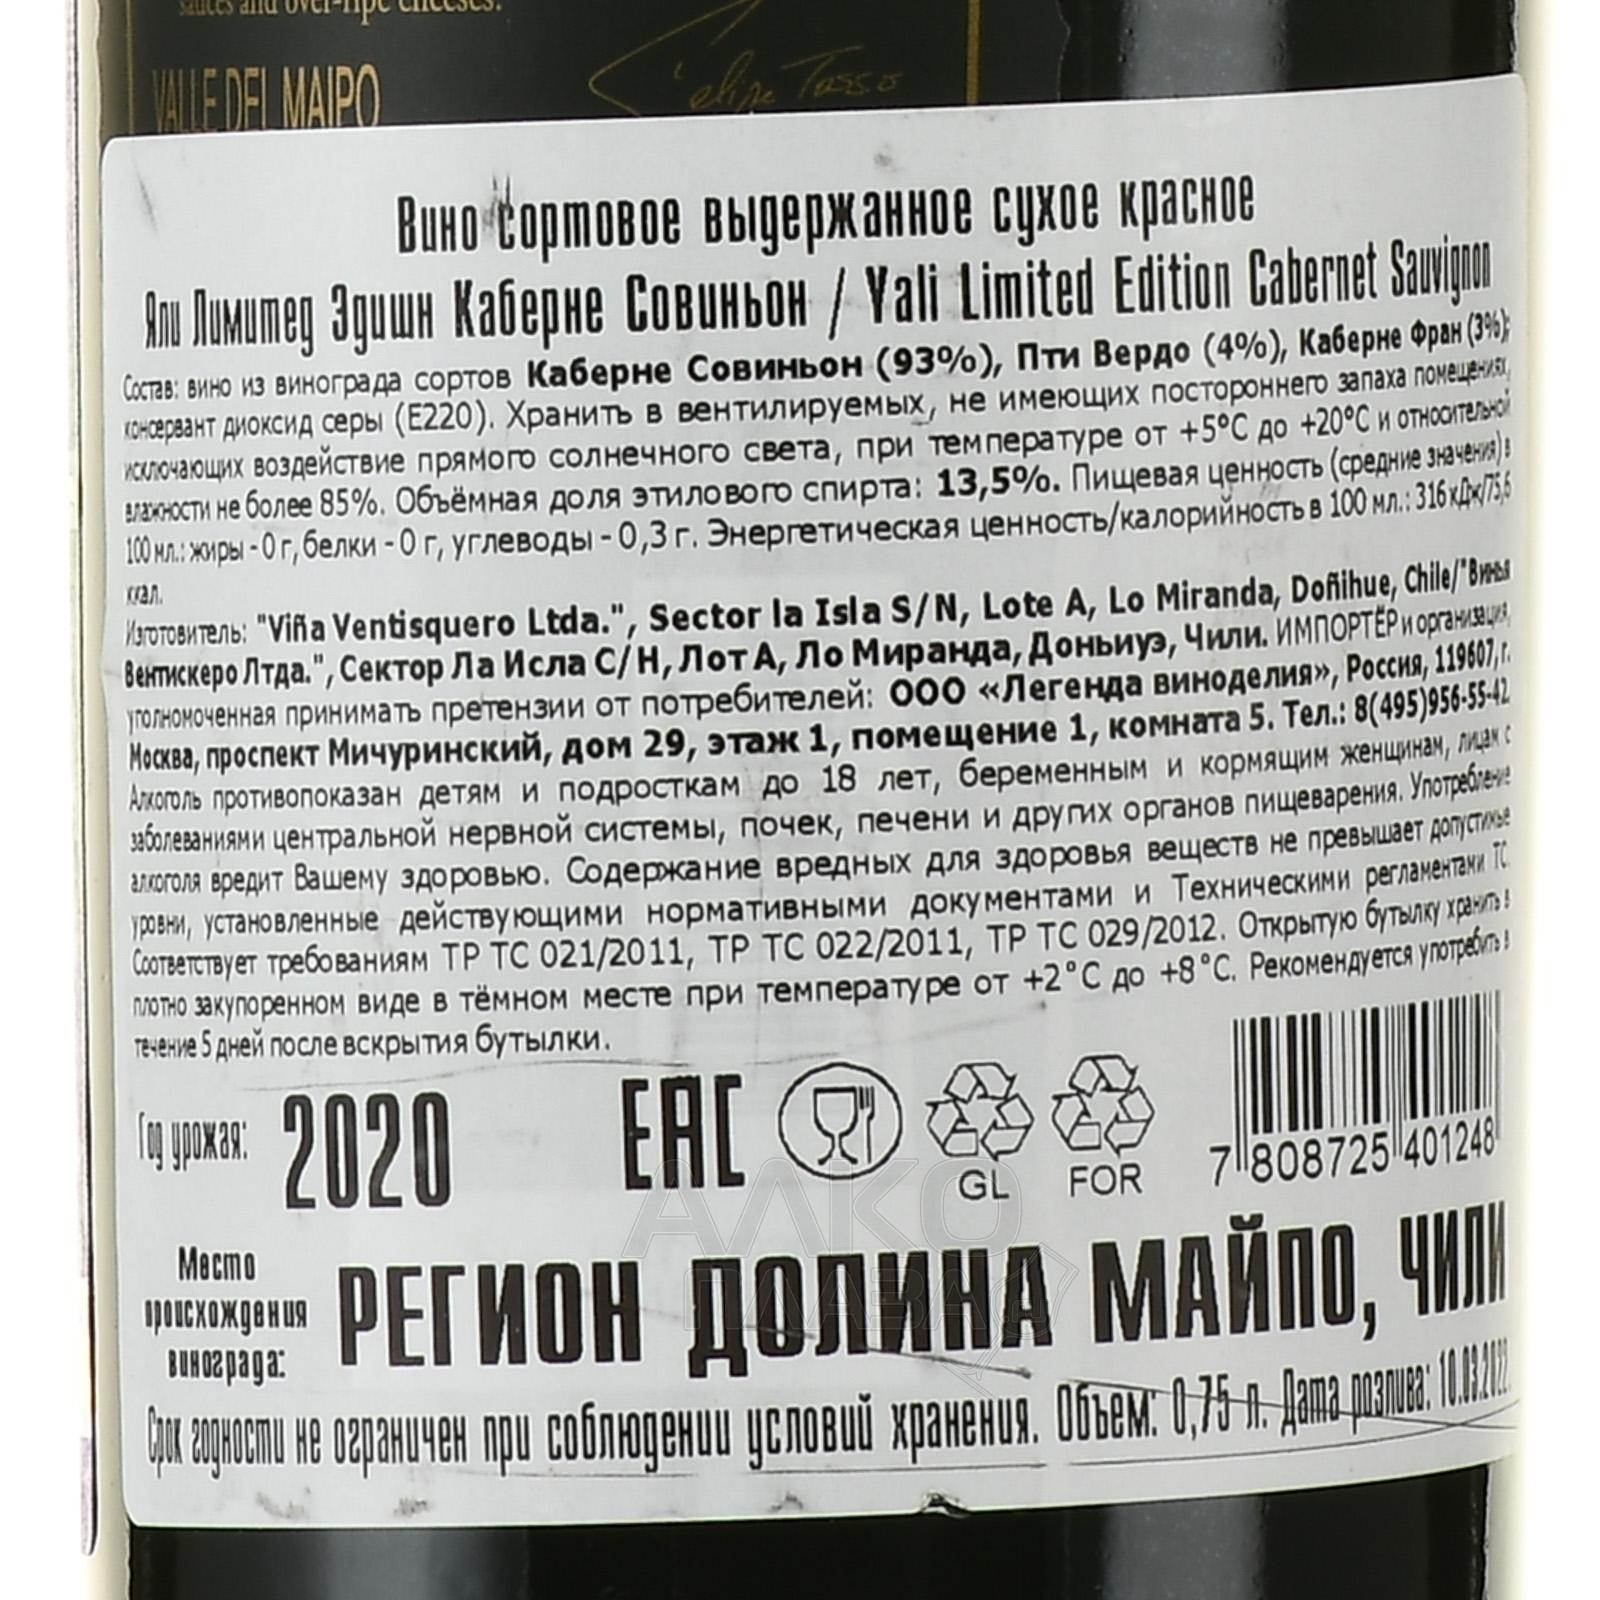 sauces and over-ripe cheeses.
VALLE DEL MAIPO
Felipe Tosso
Вино сортовое выдержанное сухое красное
Яли Лимитед Эдишн Каберне Совиньон / Yali Limited Edition Cabernet Sauvignon
Состав: вино из винограда сортов Каберне Совиньон (93%), Пти Вердо (4%), Каберне Фран (3%);
консервант диоксид серы (Е220). Хранить в вентилируемых, не имеющих постороннего запаха помещениях,
исключающих воздействие прямого солнечного света, при температуре от +5°С до +20°С и относительной
влажности не более 85%. Объёмная доля этилового спирта: 13,5%. Пищевая ценность (средние значения) в
100 мл.: жиры - 0 г, белки - 0 г, углеводы - 0,3 г. Энергетическая ценность/калорийность в 100 мл.: 316 кДж/75,6
ккал.
Изготовитель: "Viña Ventisquero Ltda.", Sector la Isla S/N, Lote A, Lo Miranda, Doñihue, Chile/"Винья
Вентискеро Лтда.", Сектор Ла Исла С/Н, Лот А, Ло Миранда, Доньиуэ, Чили. ИМПОРТЁР и организация,
уполномоченная принимать претензии от потребителей: ООО «Легенда виноделия», Россия, 119607, г.
Москва, проспект Мичуринский, дом 29, этаж 1, помещение 1, комната 5. Тел.: 8(495)956-55-42
Алкоголь противопоказан детям и подросткам до 18 лет, беременным и кормящим женщинам, лицам с
заболеваниями центральной нервной системы, почек, печени и других органов пищеварения. Употребление
алкоголя вредит Вашему здоровью. Содержание вредных для здоровья веществ не превышает допустимые
уровни, установленные действующими нормативными документами и Техническими регламентами ТС.
Соответствует требованиям ТР ТС 021/2011, ТР ТС 022/2011, ТР ТС 029/2012. Открытую бутылку хранить в
плотно закупоренном виде в тёмном месте при температуре от +2°С до +8°С. Рекомендуется употребить в
течение 5 дней после вскрытия бутылки.
Год урожая: 2020
EAC
GL
FOR
7 808725 401248
АЛКО
ПЛАЗА
Место
происхождения
винограда:
РЕГИОН ДОЛИНА МАЙПО, ЧИЛИ
Срок годности не ограничен при соблюдении условий хранения. Объем: 0,75 л. Дата розлива: 10.03.2022